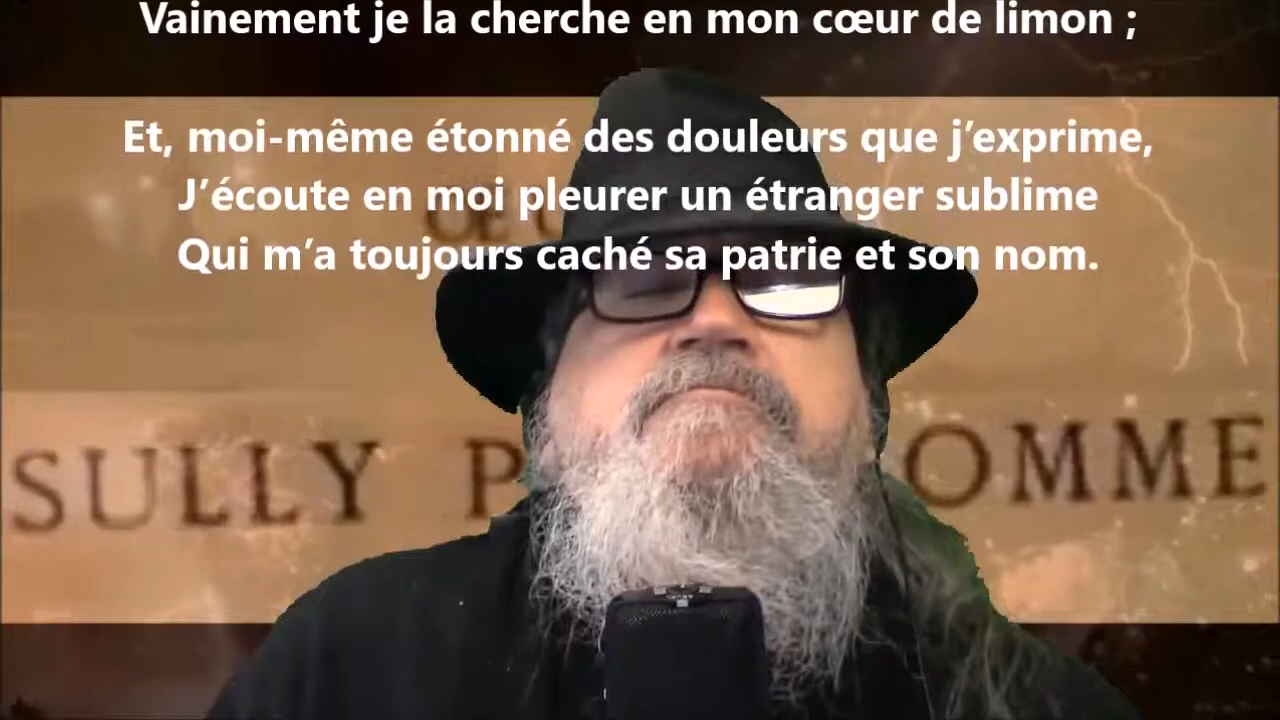 Vainement je la cherche en mon cœur de limon ;
Et, moi-même étonné des douleurs que j’exprime,
J’écoute en moi pleurer un étranger sublime
Qui m’a toujours caché sa patrie et son nom.
SULLY P OMME